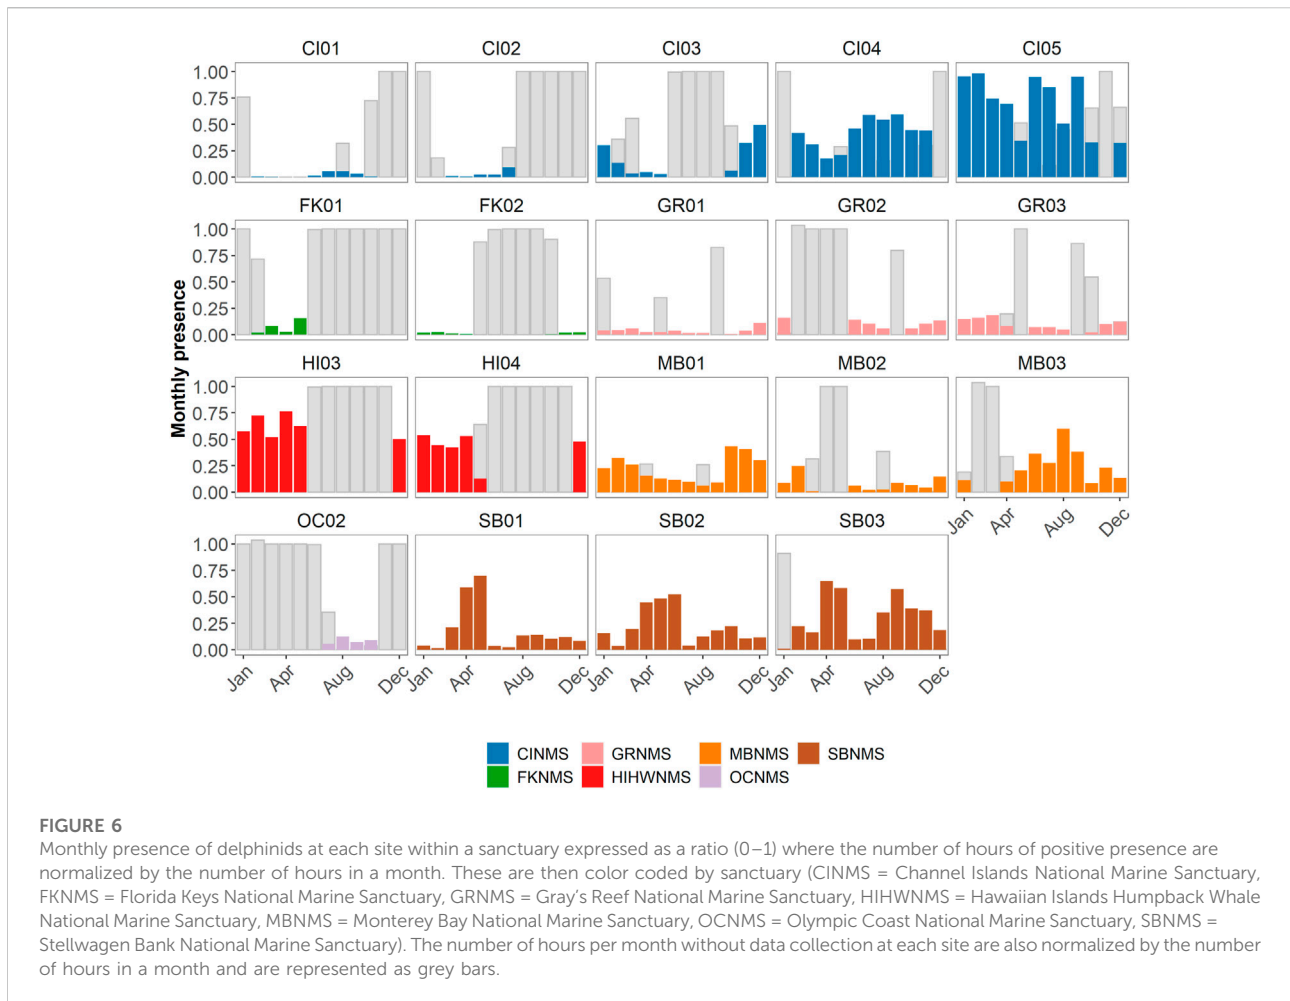 CI01 CI02 CI03 CI04 CI05
1.00
0.75
0.50
0.25
0.00
FK01 FK02 GR01 GR02 GR03
1.00
0.75
0.50
0.25
0.00
Monthly presence
HI03 HI04 MB01 MB02 MB03
1.00
0.75
0.50
0.25
0.00
Jan Apr Aug Dec
OC02 SB01 SB02 SB03
1.00
0.75
0.50
0.25
0.00
Jan Apr Aug Dec Jan Apr Aug Dec Jan Apr Aug Dec Jan Apr Aug Dec
CINMS GRNMS MBNMS SBNMS
FKNMS HIHWNMS OCNMS
FIGURE 6
Monthly presence of delphinids at each site within a sanctuary expressed as a ratio (0–1) where the number of hours of positive presence are
normalized by the number of hours in a month. These are then color coded by sanctuary (CINMS = Channel Islands National Marine Sanctuary,
FKNMS = Florida Keys National Marine Sanctuary, GRNMS = Gray's Reef National Marine Sanctuary, HIHWNMS = Hawaiian Islands Humpback Whale
National Marine Sanctuary, MBNMS = Monterey Bay National Marine Sanctuary, OCNMS = Olympic Coast National Marine Sanctuary, SBNMS =
Stellwagen Bank National Marine Sanctuary). The number of hours per month without data collection at each site are also normalized by the number
of hours in a month and are represented as grey bars.